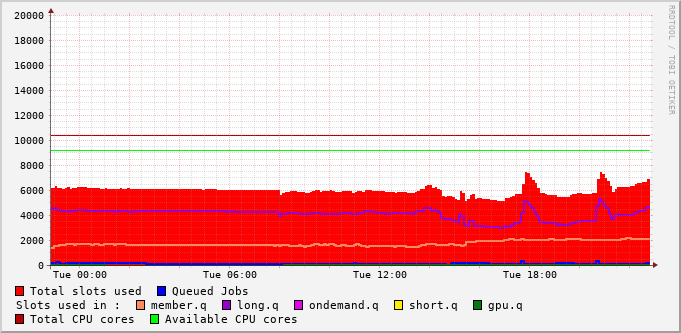 20000
18000
16000
14000
12000
10000
8000
6000
4000
2000
0
Tue 00:00 Tue 06:00 Tue 12:00 Tue 18:00
RRDTOOL / TOBI OETIKER
Total slots used Queued Jobs
Slots used in : member.q long.q ondemand.q short.q gpu.q
Total CPU cores Available CPU cores